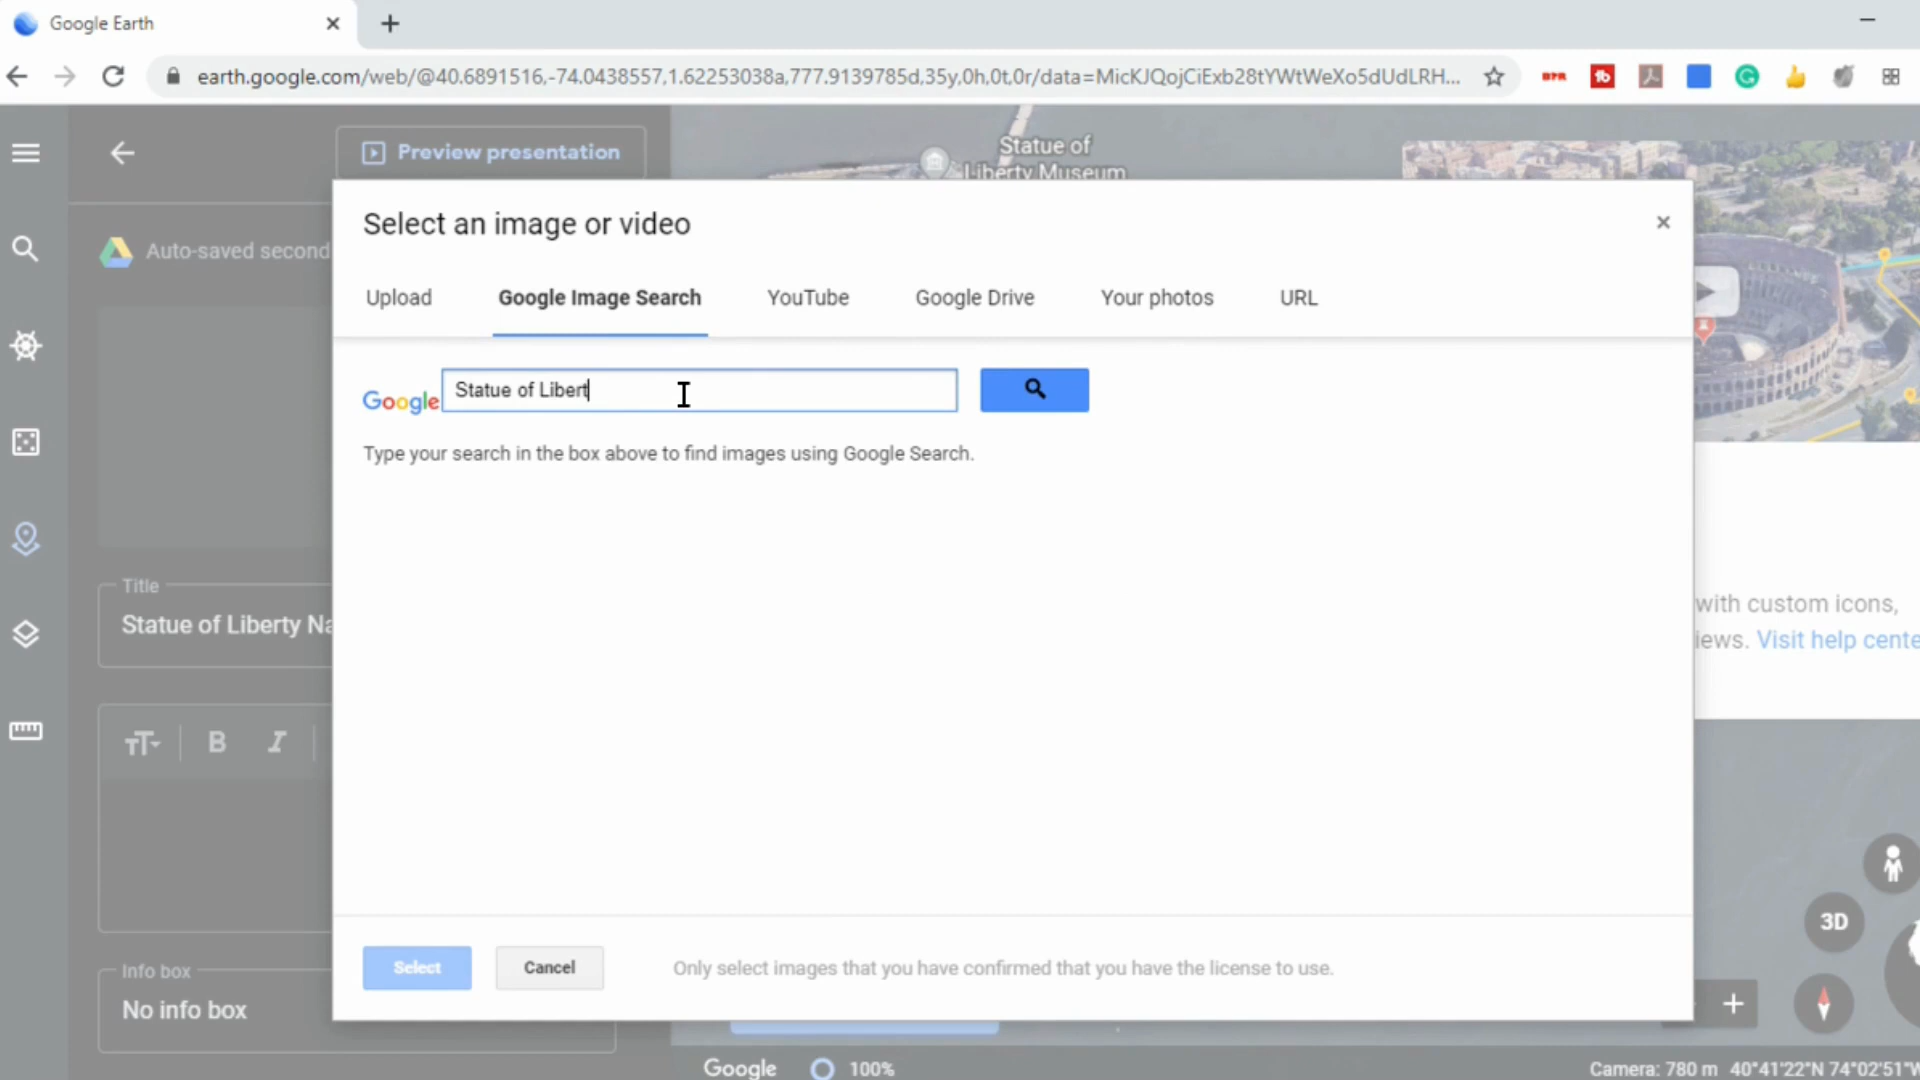 Google Earth
earth.google.com/web/@40.6891516,-74.0438557,1.62253038a,777.9139785d,35y,0h,0t,0r/data=MicKJQojCiExb28tYWtWeXo5dUdLRH...
Preview presentation
Statue of
Liberty Museum
Select an image or video
Auto-saved second
Upload
Google Image Search
YouTube
Google Drive
Your photos
URL
Google
Statue of Libert
Type your search in the box above to find images using Google Search.
Title
Statue of Liberty Na
with custom icons,
iews. Visit help cente
B I
3D
Select
Cancel
Only select images that you have confirmed that you have the license to use.
Info box
No info box
Google
100%
Camera: 780 m 40°41'22"N 74°02'51"W